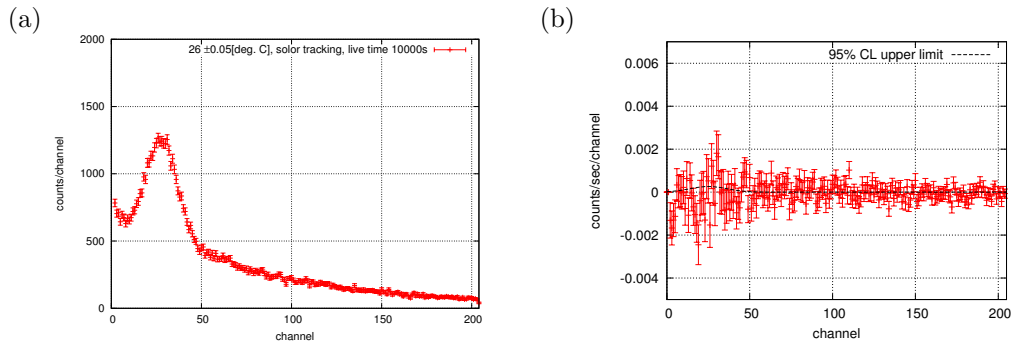 (a)
2000
1500
1000
500
0
counts/channel
26 ±0.05[deg. C], solor tracking, live time 10000s
0 50 100 150 200
channel
(b)
0.006
0.004
0.002
0
-0.002
-0.004
counts/sec/channel
95% CL upper limit
0 50 100 150 200
channel